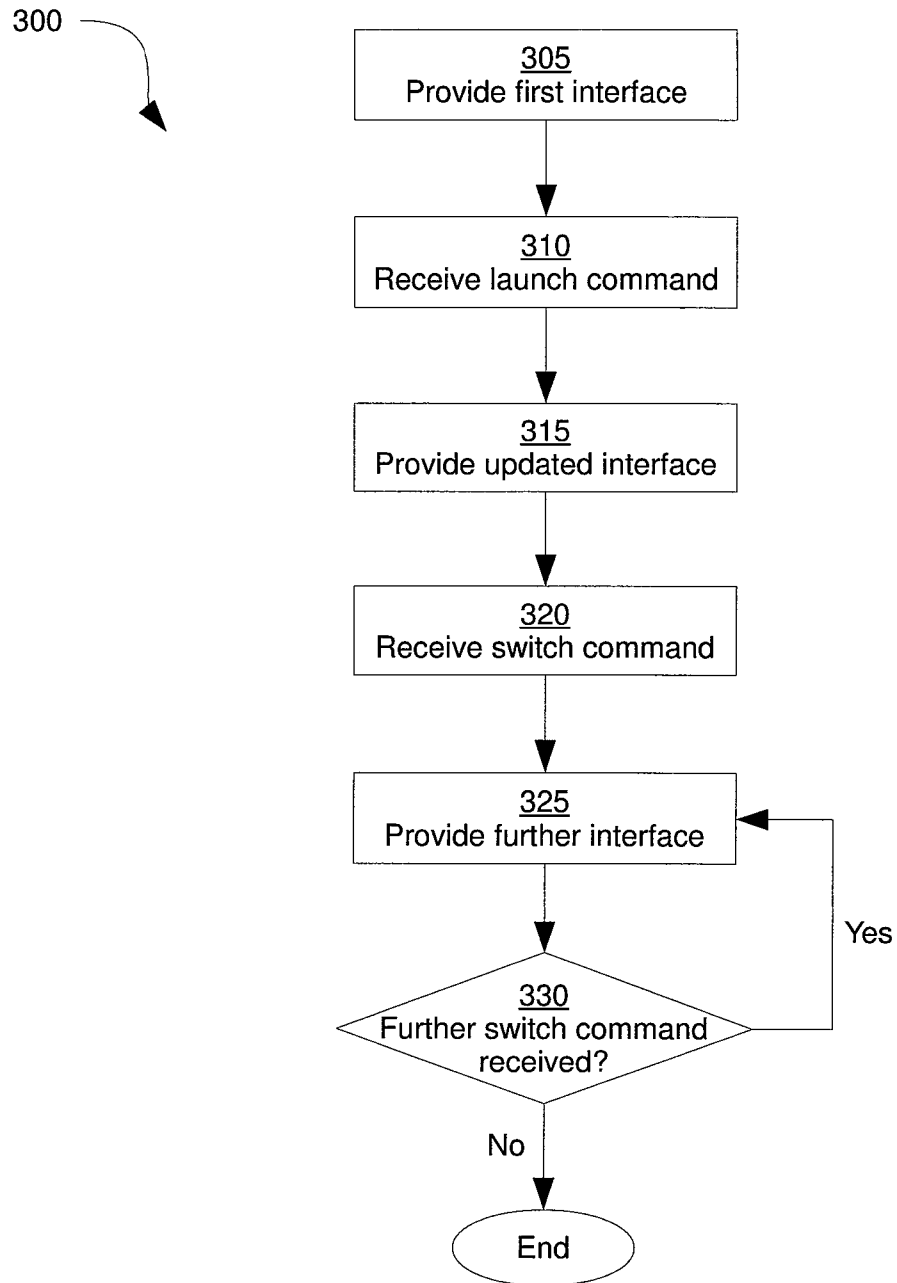 300
305
Provide first interface
310
Receive launch command
315
Provide updated interface
320
Receive switch command
325
Provide further interface
Yes
330
Further switch command
received?
No
End